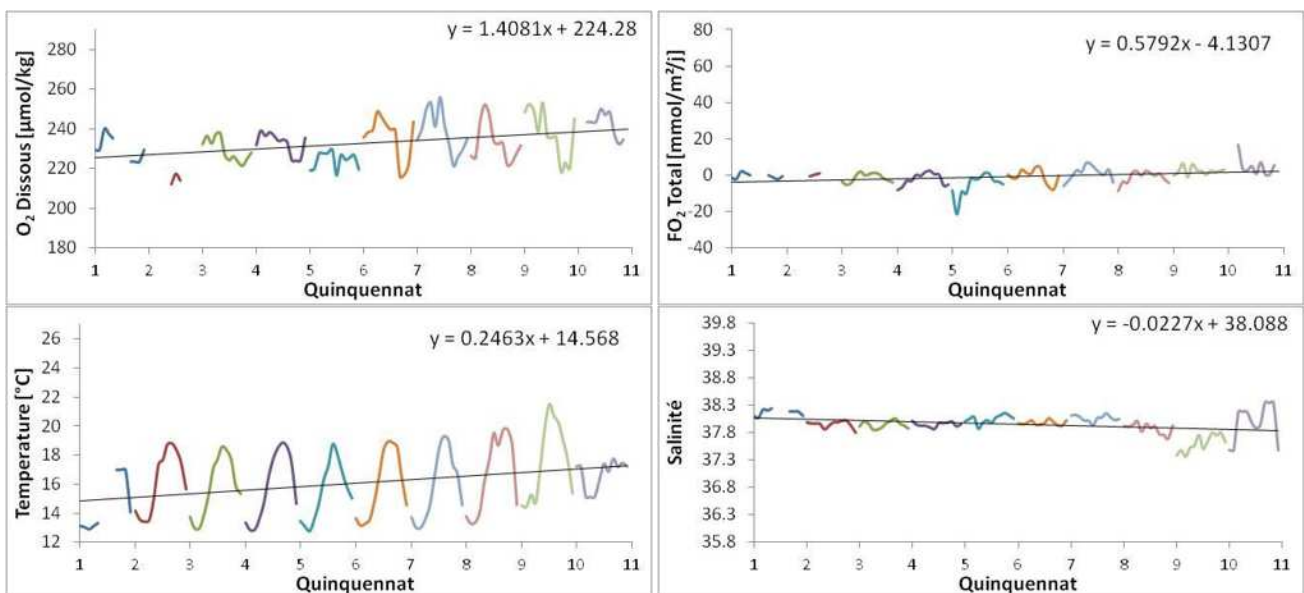 y = 1.4081x + 224.28
O₂ Dissous [µmol/kg]
280
260
240
220
200
180
1 2 3 4 5 6 7 8 9 10 11
Quinquennat
y = 0.5792x - 4.1307
FO₂ Total [mmol/m²/j]
80
60
40
20
0
-20
-40
1 2 3 4 5 6 7 8 9 10 11
Quinquennat
y = 0.2463x + 14.568
Temperature [°C]
26
24
22
20
18
16
14
12
1 2 3 4 5 6 7 8 9 10 11
Quinquennat
y = -0.0227x + 38.088
Salinité
39.8
39.3
38.8
38.3
37.8
37.3
36.8
36.3
35.8
1 2 3 4 5 6 7 8 9 10 11
Quinquennat